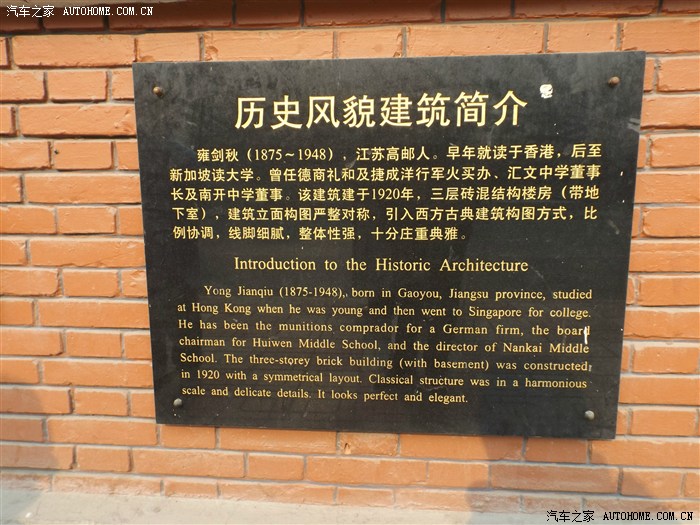 汽车之家 AUTOHOME.COM.CN
历史风貌建筑简介
雍剑秋（1875～1948），江苏高邮人。早年就读于香港，后至
新加坡读大学。曾任德商礼和及捷成洋行军火买办、汇文中学董事
长及南开中学董事。该建筑建于1920年，三层砖混结构楼房（带地
下室），建筑立面构图严整对称，引入西方古典建筑构图方式，比
例协调，线脚细腻，整体性强，十分庄重典雅。
Introduction to the Historic Architecture
Yong Jianqiu (1875-1948), born in Gaoyou, Jiangsu province, studied
at Hong Kong when he was young and then went to Singapore for college.
He has been the munitions comprador for a German firm, the board
chairman for Huiwen Middle School, and the director of Nankai Middle
School. The three-storey brick building (with basement) was constructed
in 1920 with a symmetrical layout. Classical structure was in a harmonious
scale and delicate details. It looks perfect and elegant.
汽车之家 AUTOHOME.COM.CN